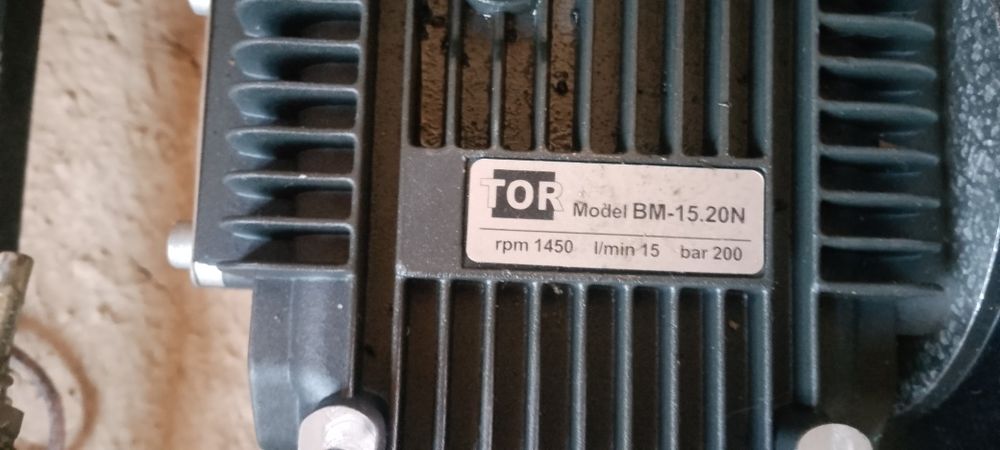 TOR Model BM-15.20N
rpm 1450 l/min 15 bar 200